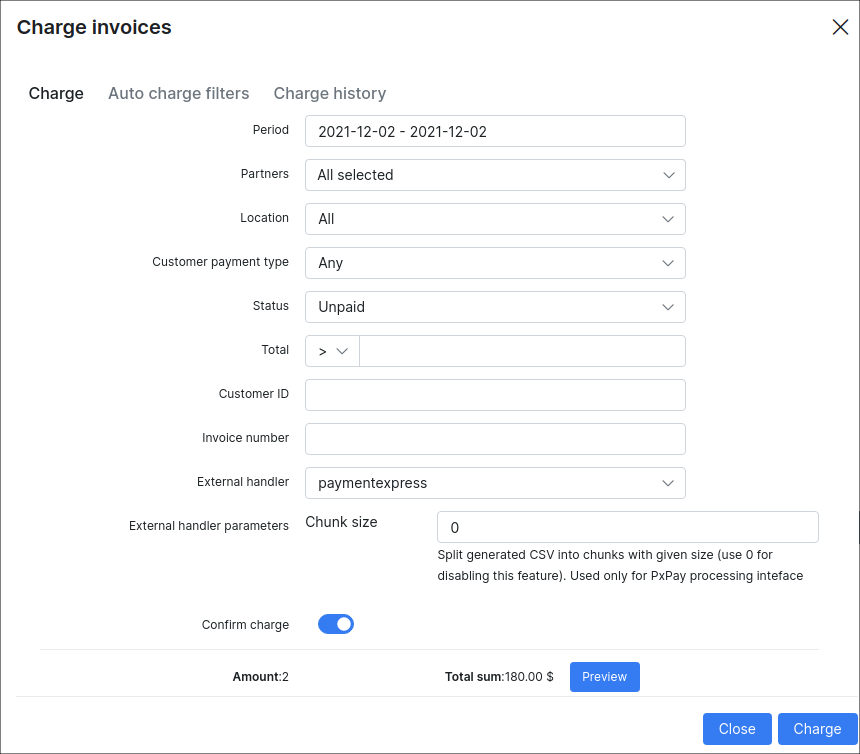 Charge invoices
Charge Auto charge filters Charge history
Period 2021-12-02 - 2021-12-02
Partners All selected
Location All
Customer payment type Any
Status Unpaid
Total >
Customer ID
Invoice number
External handler paymentexpress
External handler parameters Chunk size 0
Split generated CSV into chunks with given size (use 0 for
disabling this feature). Used only for PxPay processing inteface
Confirm charge
Amount:2 Total sum:180.00 $ Preview
Close Charge